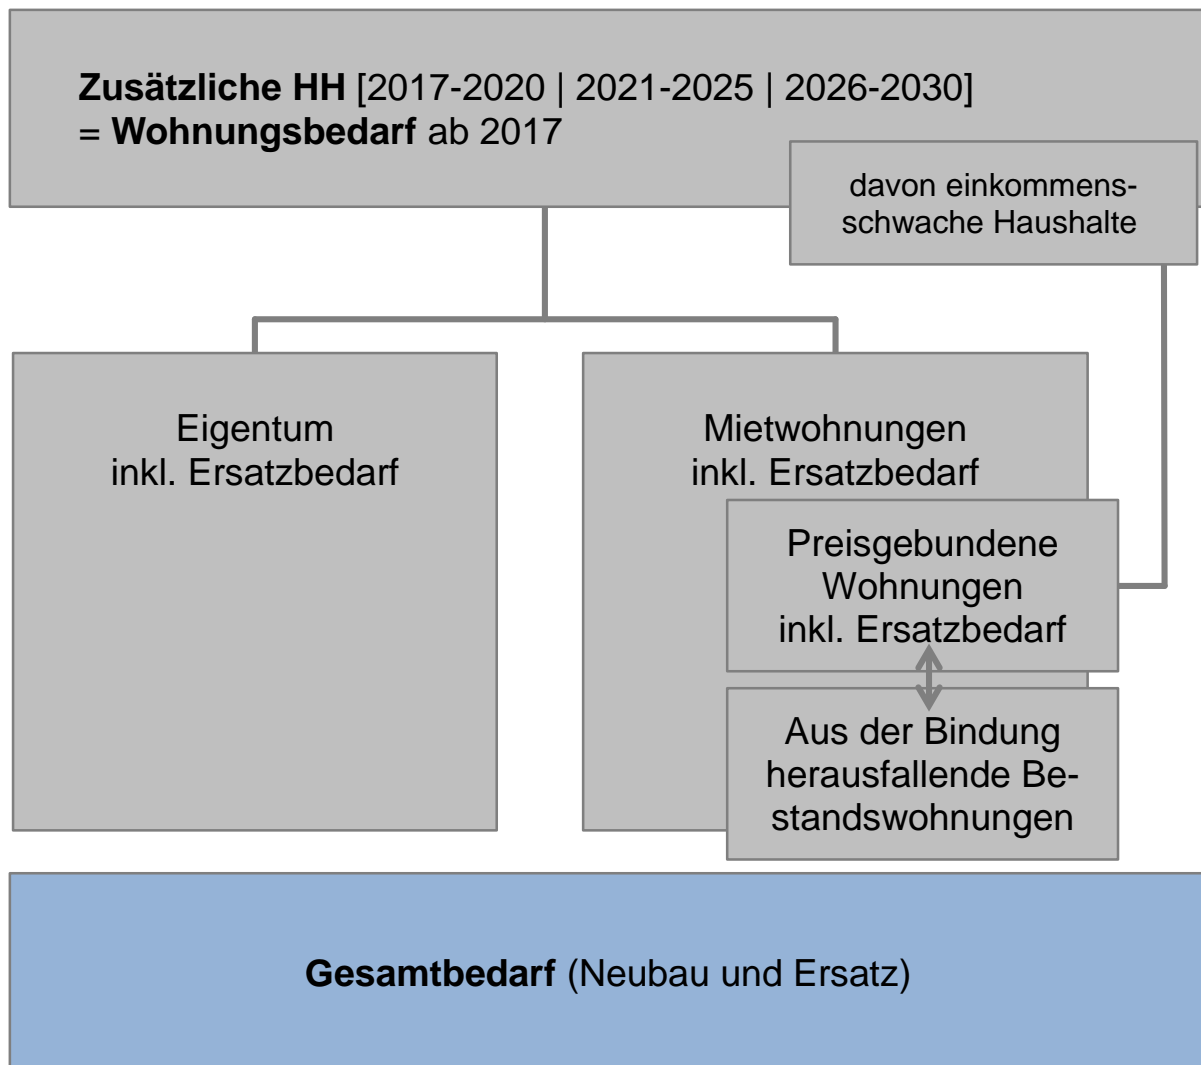 Zusätzliche HH [2017-2020 | 2021-2025 | 2026-2030]
= Wohnungsbedarf ab 2017
davon einkommens-
schwache Haushalte
Eigentum
inkl. Ersatzbedarf
Mietwohnungen
inkl. Ersatzbedarf
Preisgebundene
Wohnungen
inkl. Ersatzbedarf
Aus der Bindung
herausfallende Be-
standswohnungen
Gesamtbedarf (Neubau und Ersatz)